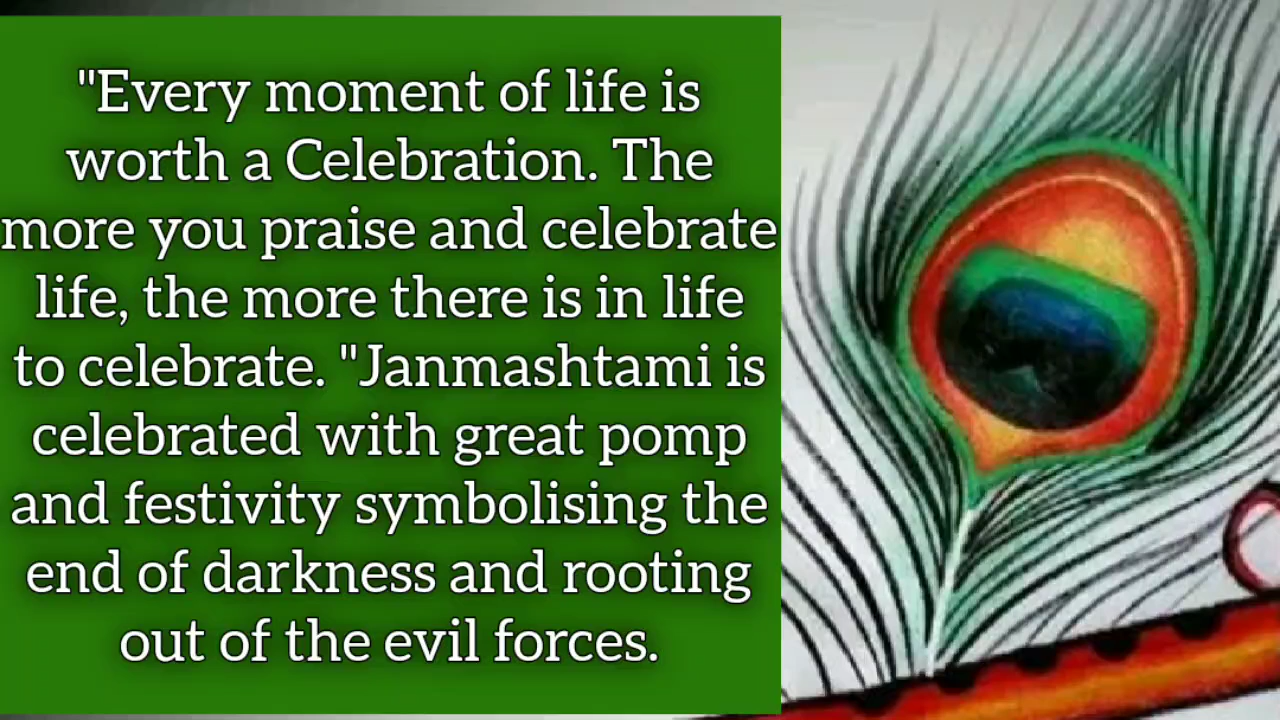 "Every moment of life is
worth a Celebration. The
more you praise and celebrate
life, the more there is in life
to celebrate. "Janmashtami is
celebrated with great pomp
and festivity symbolising the
end of darkness and rooting
out of the evil forces.